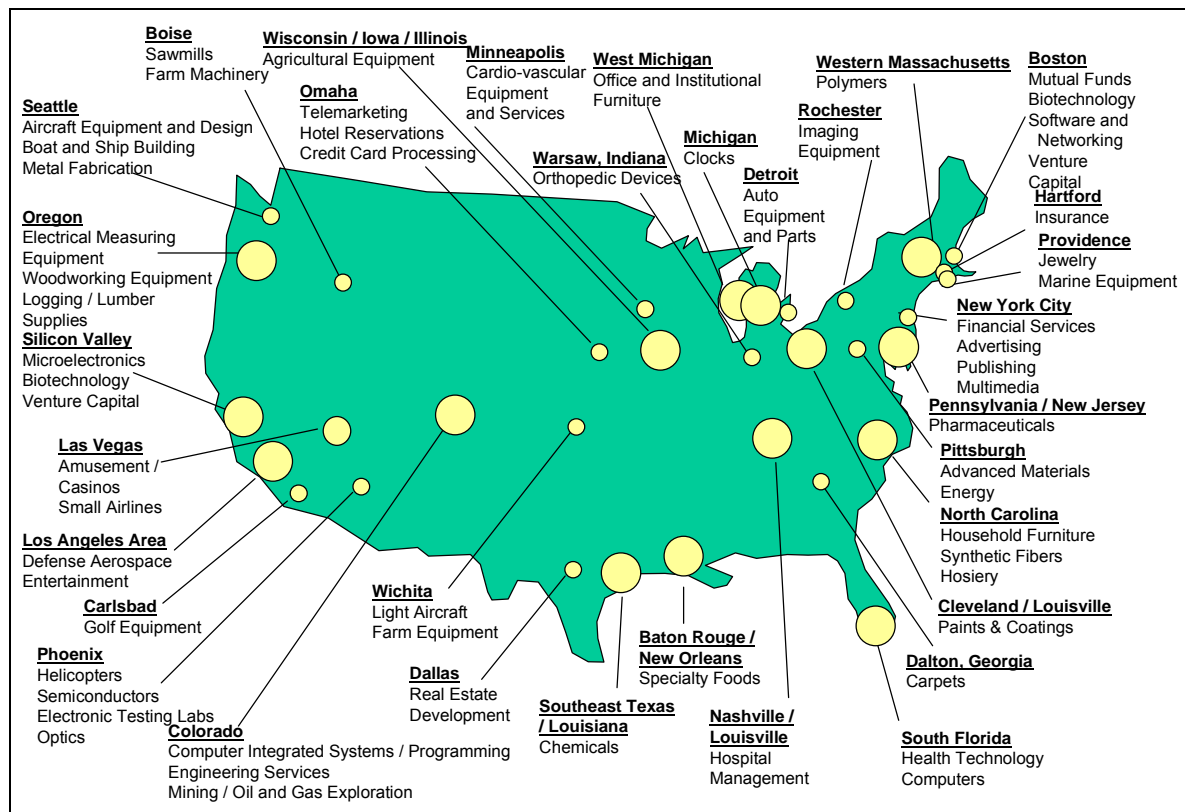 Boise
Sawmills
Farm Machinery
Wisconsin / Iowa / Illinois
Agricultural Equipment
Minneapolis
Cardio-vascular
Equipment
and Services
West Michigan
Office and Institutional
Furniture
Western Massachusetts
Polymers
Boston
Mutual Funds
Biotechnology
Software and
Networking
Venture
Capital
Seattle
Aircraft Equipment and Design
Boat and Ship Building
Metal Fabrication
Omaha
Telemarketing
Hotel Reservations
Credit Card Processing
Warsaw, Indiana
Orthopedic Devices
Michigan
Clocks
Detroit
Auto
Equipment
and Parts
Rochester
Imaging
Equipment
Hartford
Insurance
Providence
Jewelry
Marine Equipment
Oregon
Electrical Measuring
Equipment
Woodworking Equipment
Logging / Lumber
Supplies
New York City
Financial Services
Advertising
Publishing
Multimedia
Silicon Valley
Microelectronics
Biotechnology
Venture Capital
Pennsylvania / New Jersey
Pharmaceuticals
Las Vegas
Amusement /
Casinos
Small Airlines
Pittsburgh
Advanced Materials
Energy
Los Angeles Area
Defense Aerospace
Entertainment
North Carolina
Household Furniture
Synthetic Fibers
Hosiery
Carlsbad
Golf Equipment
Wichita
Light Aircraft
Farm Equipment
Cleveland / Louisville
Paints & Coatings
Phoenix
Helicopters
Semiconductors
Electronic Testing Labs
Optics
Dallas
Real Estate
Development
Baton Rouge /
New Orleans
Specialty Foods
Dalton, Georgia
Carpets
Colorado
Computer Integrated Systems / Programming
Engineering Services
Mining / Oil and Gas Exploration
Southeast Texas
/ Louisiana
Chemicals
Nashville /
Louisville
Hospital
Management
South Florida
Health Technology
Computers